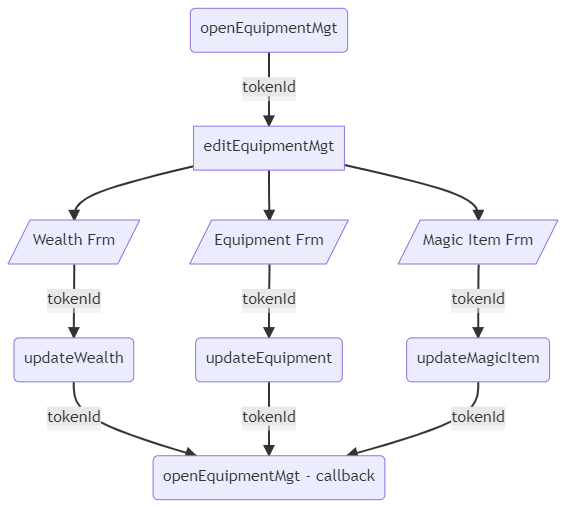 openEquipmentMgt
tokenId
editEquipmentMgt
Wealth Frm
Equipment Frm
Magic Item Frm
tokenId
tokenId
tokenId
updateWealth
updateEquipment
updateMagicItem
tokenId
tokenId
tokenId
openEquipmentMgt - callback